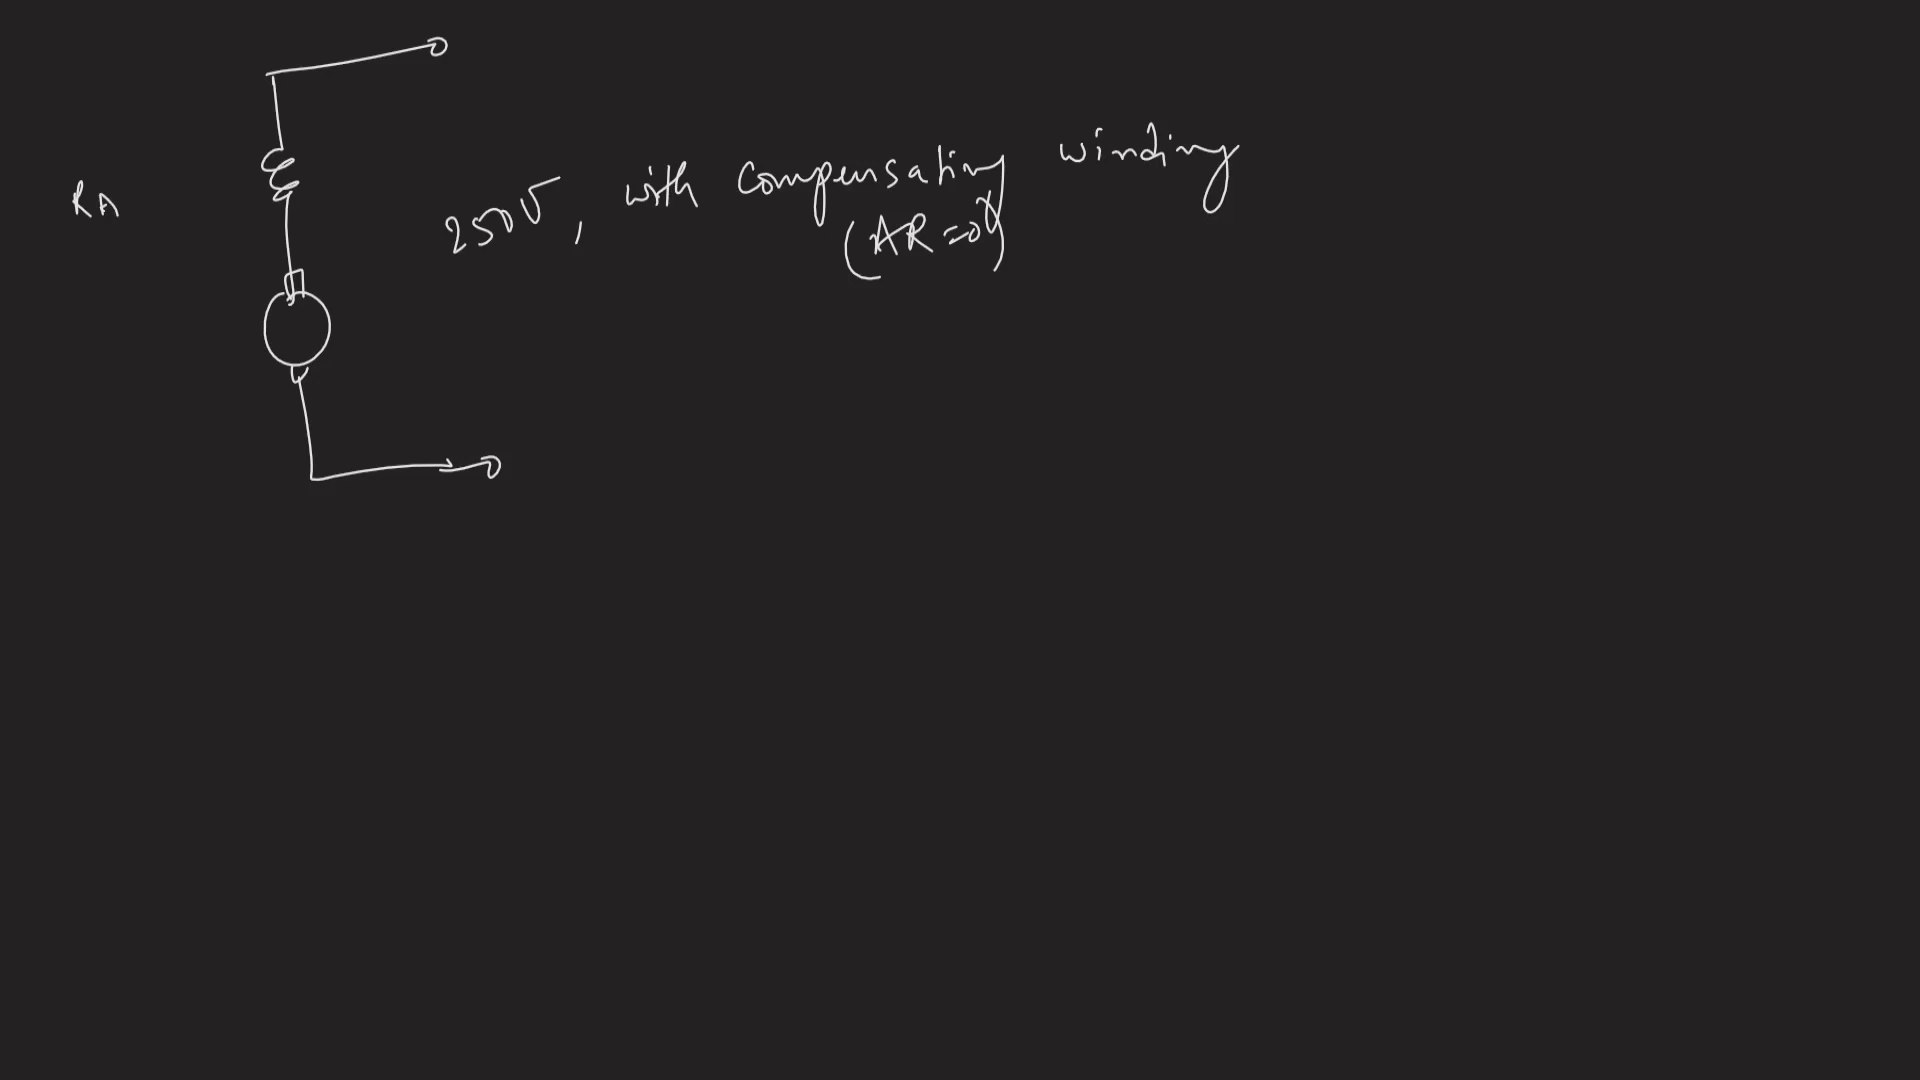 RA
250V, with compensating winding
(AR=0)